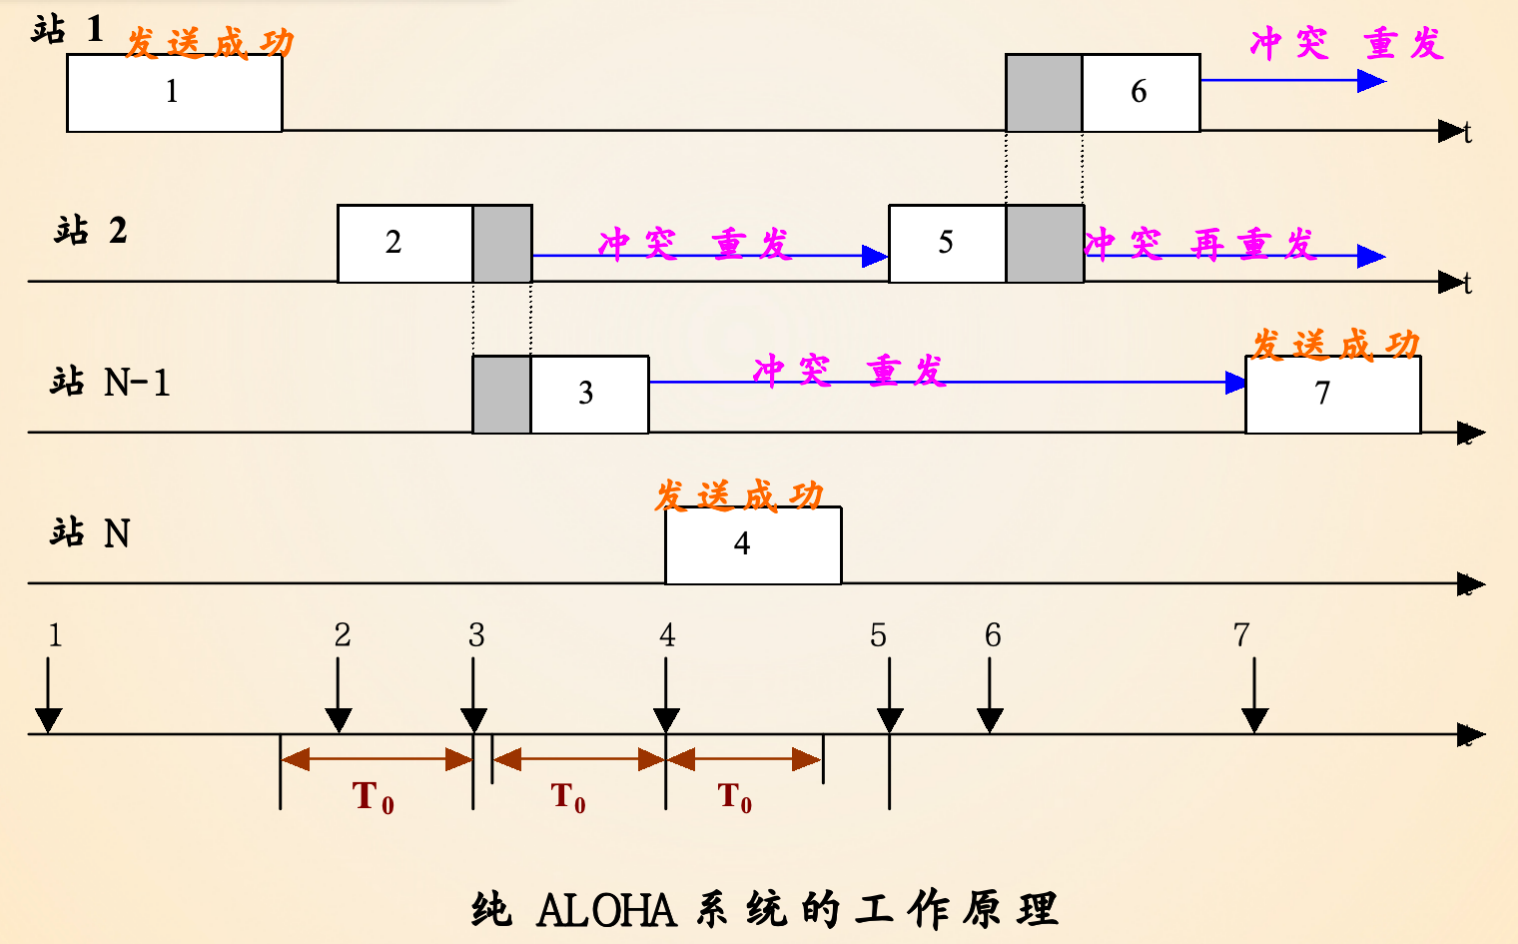 站 1 发送成功 冲突 重发
1
6
t
站 2
2
冲突 重发
5
冲突 再重发
t
站 N-1
3
冲突 重发
发送成功
7
t
站 N
发送成功
4
t
1 2 3 4 5 6 7
t
T0 T0 T0
纯 ALOHA 系统的工作原理